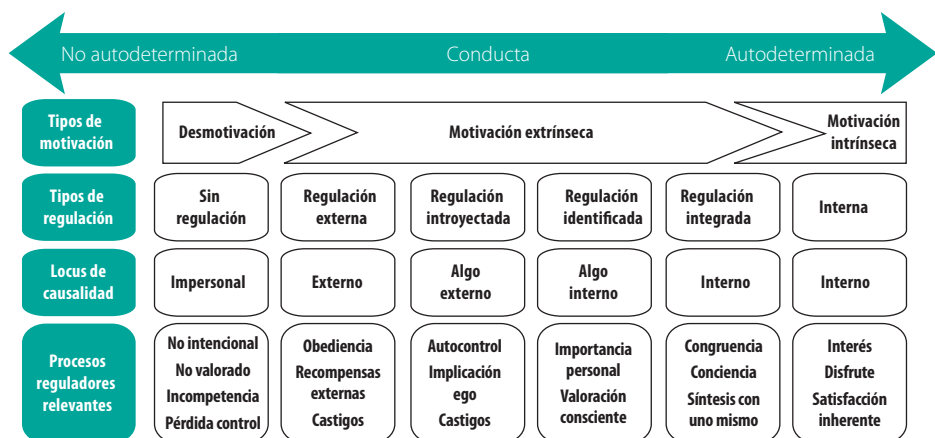 No autodeterminada Conducta Autodeterminada
Tipos de
motivación
Desmotivación
Motivación extrínseca
Motivación
intrínseca
Tipos de
regulación
Sin
regulación
Regulación
externa
Regulación
introyectada
Regulación
identificada
Regulación
integrada
Interna
Locus de
causalidad
Impersonal
Externo
Algo
externo
Algo
interno
Interno
Interno
Procesos
reguladores
relevantes
No intencional
No valorado
Incompetencia
Pérdida control
Obediencia
Recompensas
externas
Castigos
Autocontrol
Implicación
ego
Castigos
Importancia
personal
Valoración
consciente
Congruencia
Conciencia
Síntesis con
uno mismo
Interés
Disfrute
Satisfacción
inherente